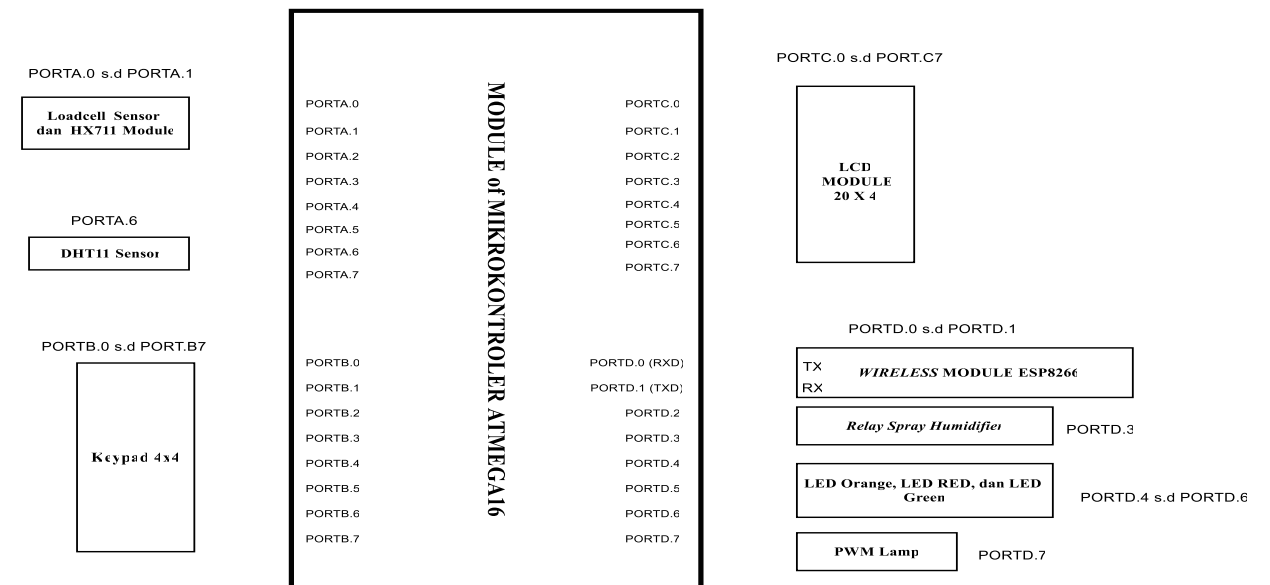 PORTA.0 s.d PORTA.1
Loadcell Sensor
dan HX711 Module
PORTA.6
DHT11 Sensor
PORTB.0 s.d PORT.B7
Keypad 4x4
PORTA.0
PORTA.1
PORTA.2
PORTA.3
PORTA.4
PORTA.5
PORTA.6
PORTA.7
PORTB.0
PORTB.1
PORTB.2
PORTB.3
PORTB.4
PORTB.5
PORTB.6
PORTB.7
MODULE of MIKROKONTROLER ATMEGA16
PORTC.0
PORTC.1
PORTC.2
PORTC.3
PORTC.4
PORTC.5
PORTC.6
PORTC.7
PORTD.0 (RXD)
PORTD.1 (TXD)
PORTD.2
PORTD.3
PORTD.4
PORTD.5
PORTD.6
PORTD.7
PORTC.0 s.d PORT.C7
LCD
MODULE
20 X 4
PORTD.0 s.d PORTD.1
TX
RX
WIRELESS MODULE ESP8266
Relay Spray Humidifier
PORTD.3
LED Orange, LED RED, dan LED
Green
PORTD.4 s.d PORTD.6
PWM Lamp
PORTD.7